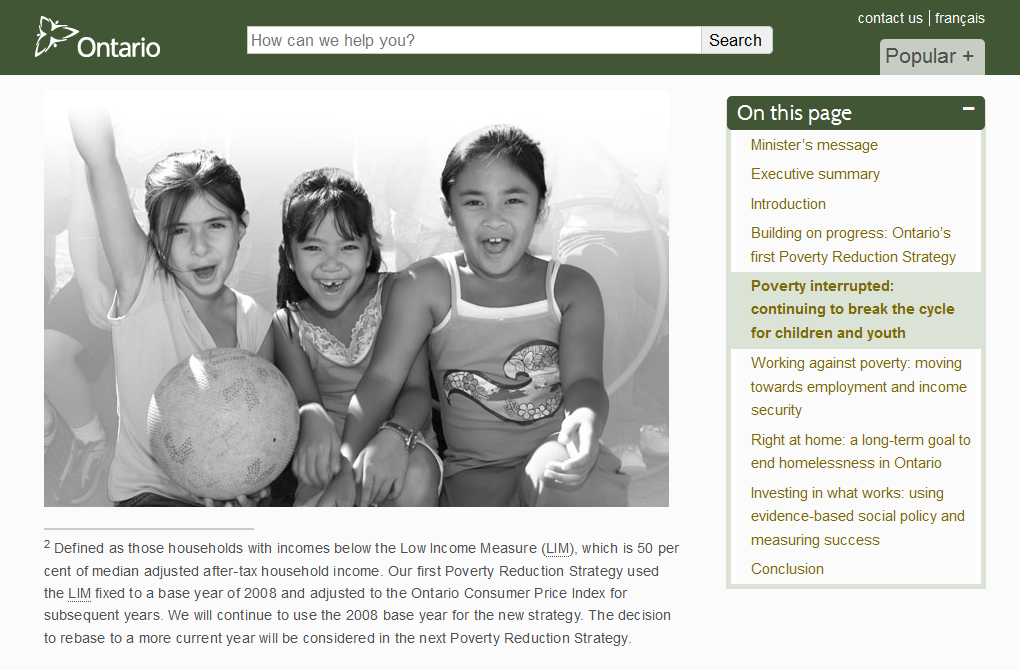 Ontario
How can we help you?
Search
contact us | français
Popular +
On this page −
Minister’s message
Executive summary
Introduction
Building on progress: Ontario’s
first Poverty Reduction Strategy
Poverty interrupted:
continuing to break the cycle
for children and youth
Working against poverty: moving
towards employment and income
security
Right at home: a long-term goal to
end homelessness in Ontario
Investing in what works: using
evidence-based social policy and
measuring success
Conclusion
2 Defined as those households with incomes below the Low Income Measure (LIM), which is 50 per
cent of median adjusted after-tax household income. Our first Poverty Reduction Strategy used
the LIM fixed to a base year of 2008 and adjusted to the Ontario Consumer Price Index for
subsequent years. We will continue to use the 2008 base year for the new strategy. The decision
to rebase to a more current year will be considered in the next Poverty Reduction Strategy.